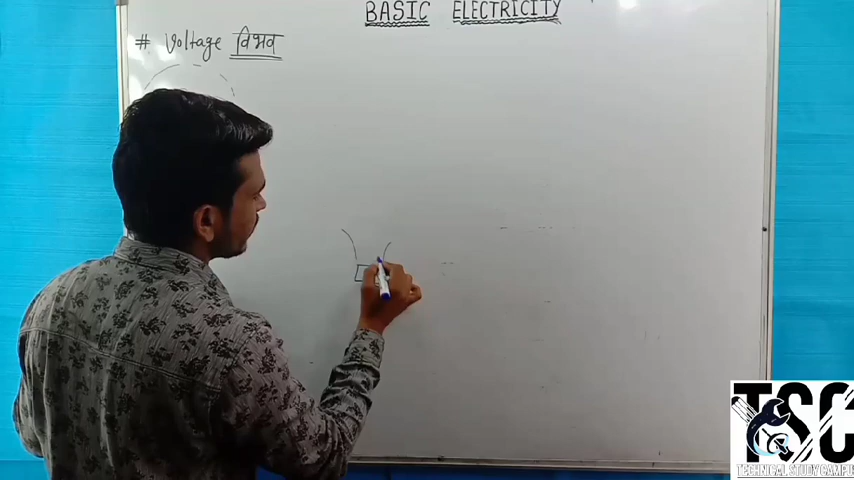 BASIC ELECTRICITY
# Voltage विभव
TSC
TECHNICAL STUDY CAMPUS